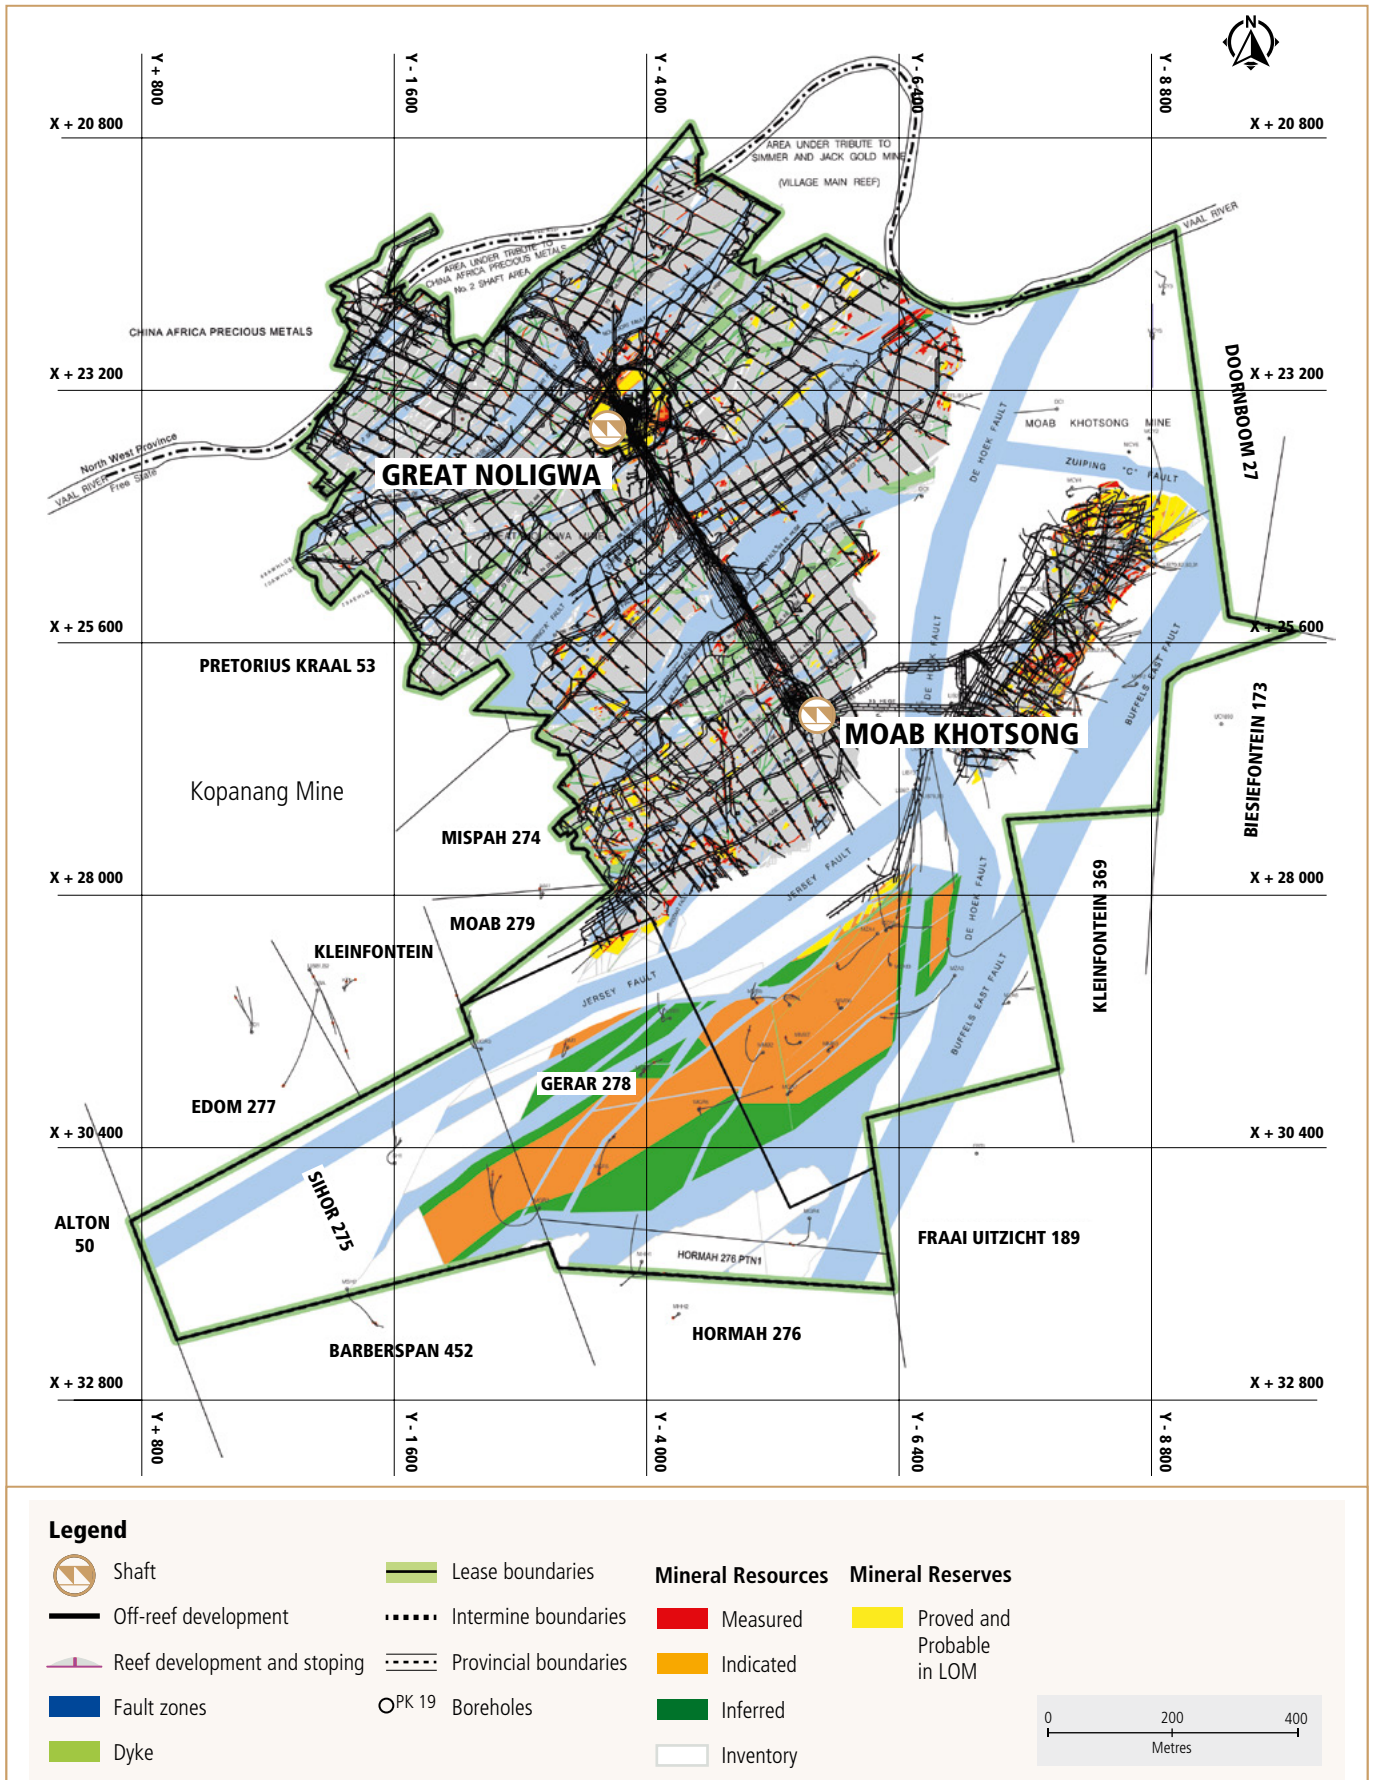 N
Y + 800
Y - 1 600
Y - 4 000
Y - 6 400
Y - 8 800
X + 20 800
X + 20 800
AREA UNDER TRIBUTE TO
SIMMER AND JACK GOLD MINE
(VILLAGE MAIN REEF)
VAAL RIVER
AREA UNDER TRIBUTE TO
CHINA AFRICA PRECIOUS METALS
No. 2 SHAFT AREA
CHINA AFRICA PRECIOUS METALS
X + 23 200
X + 23 200
DOORNBOOM 27
DE HOEK FAULT
MOAB KHOTSONG MINE
North West Province
VAAL RIVER
Free State
GREAT NOLIGWA
ZUIPING "C" FAULT
GREAT NOLIGWA MINE
X + 25 600
X + 25 600
PRETORIUS KRAAL 53
DE HOEK FAULT
BUFFELS EAST FAULT
BIESIEFONTEIN 173
MOAB KHOTSONG
Kopanang Mine
MISPAH 274
JERSEY FAULT
X + 28 000
X + 28 000
DE HOEK FAULT
KLEINFONTEIN 369
MOAB 279
KLEINFONTEIN
JERSEY FAULT
BUFFELS EAST FAULT
GERAR 278
EDOM 277
X + 30 400
X + 30 400
SIHOR 275
ALTON
50
FRAAI UITZICHT 189
HORMAH 276 PTN1
HORMAH 276
BARBERSPAN 452
X + 32 800
X + 32 800
Y + 800
Y - 1 600
Y - 4 000
Y - 6 400
Y - 8 800
Legend
Shaft
Off-reef development
Reef development and stoping
Fault zones
Dyke
Lease boundaries
Intermine boundaries
Provincial boundaries
PK 19 Boreholes
Mineral Resources
Measured
Indicated
Inferred
Inventory
Mineral Reserves
Proved and
Probable
in LOM
0 200 400
Metres